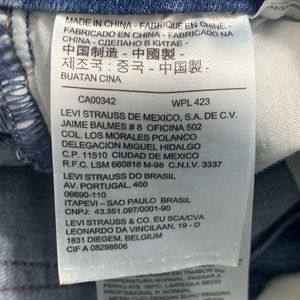 MADE IN CHINA - FABRIQUÉ EN CHINE -
FABRICADO EN CHINA - FABRICADO NA
CHINA - СДЕЛАНО В КИТАЕ -
中国制造 - 中國製
제조국 : 중국 - 中国製 -
BUATAN CINA
CA00342 WPL 423
LEVI STRAUSS DE MEXICO, S.A. DE C.V.
JAIME BALMES # 8 OFICINA 502
COL. LOS MORALES POLANCO
DELEGACION MIGUEL HIDALGO
C.P. 11510 CIUDAD DE MEXICO
R.F.C. LSM 660818 M-98 C.N.I.V. 3337
LEVI STRAUSS DO BRASIL
AV. PORTUGAL, 400
06690-110
ITAPEVI – SAO PAULO BRASIL
CNPJ: 43.351.097/0001-90
LEVI STRAUSS & CO. EU SCA/CVA
LEONARDO DA VINCILAAN, 19 - D
1831 DIEGEM, BELGIUM
CIF A 08298606